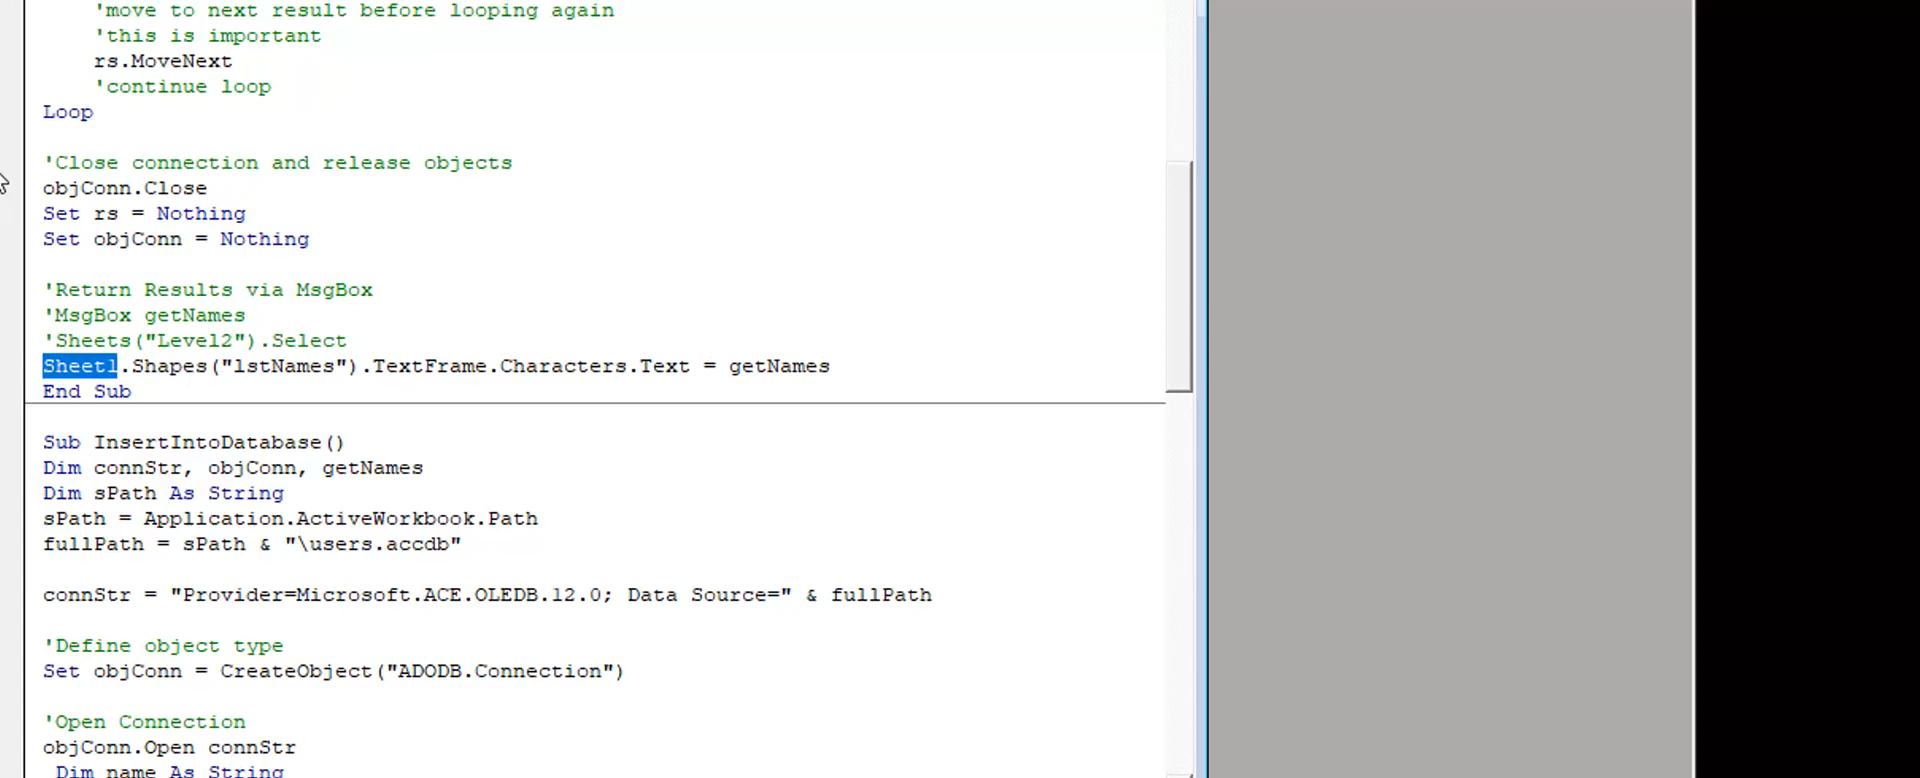 'move to next result before looping again
'this is important
rs.MoveNext
'continue loop
Loop
'Close connection and release objects
objConn.Close
Set rs = Nothing
Set objConn = Nothing
'Return Results via MsgBox
'MsgBox getNames
'Sheets("Level2").Select
Sheet1.Shapes("lstNames").TextFrame.Characters.Text = getNames
End Sub
Sub InsertIntoDatabase()
Dim connStr, objConn, getNames
Dim sPath As String
sPath = Application.ActiveWorkbook.Path
fullPath = sPath & "\users.accdb"
connStr = "Provider=Microsoft.ACE.OLEDB.12.0; Data Source=" & fullPath
'Define object type
Set objConn = CreateObject("ADODB.Connection")
'Open Connection
objConn.Open connStr
Dim name As String